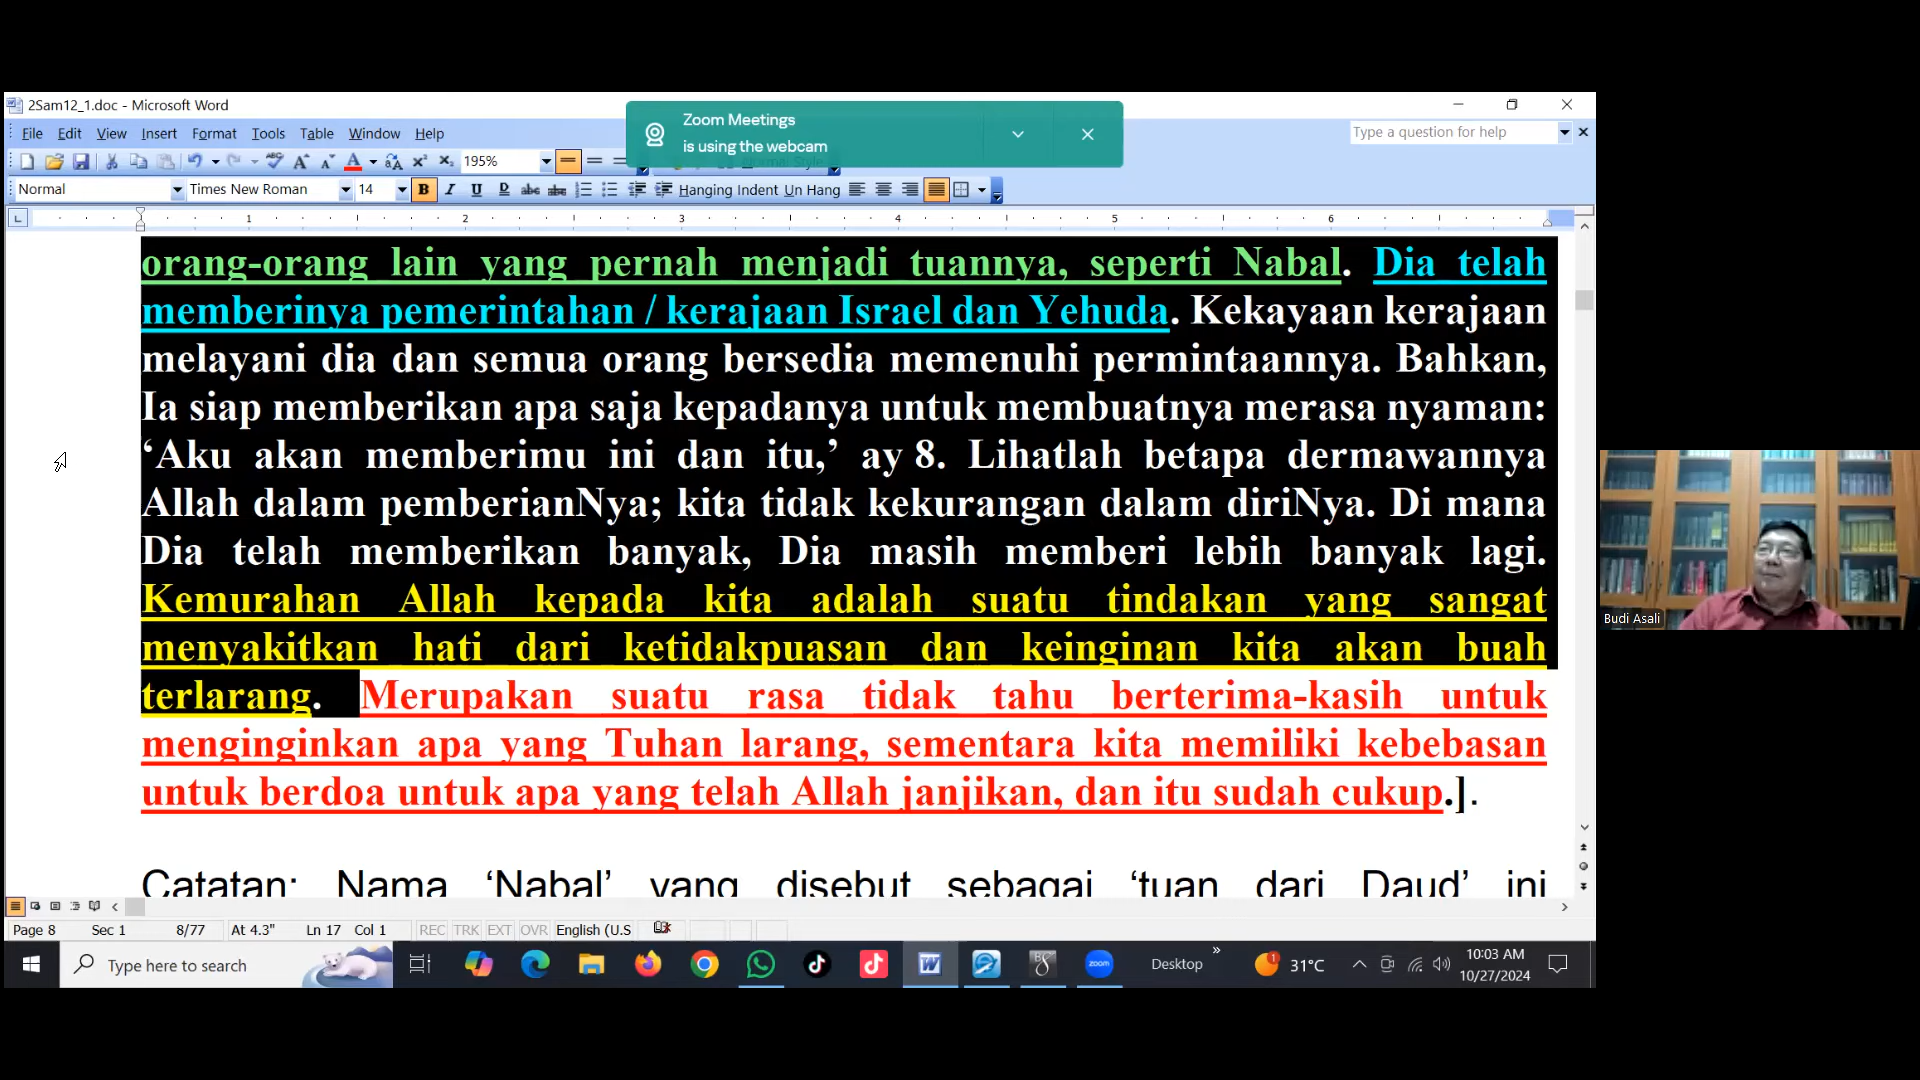 2Sam12_1.doc - Microsoft Word
Zoom Meetings
is using the webcam
File Edit View Insert Format Tools Table Window Help
Type a question for help
195%
Normal Times New Roman 14 B I U D abc Hanging Indent Un Hang
1 2 3 4 5 6
orang-orang lain yang pernah menjadi tuannya, seperti Nabal. Dia telah
memberinya pemerintahan / kerajaan Israel dan Yehuda. Kekayaan kerajaan
melayani dia dan semua orang bersedia memenuhi permintaannya. Bahkan,
Ia siap memberikan apa saja kepadanya untuk membuatnya merasa nyaman:
‘Aku akan memberimu ini dan itu,’ ay 8. Lihatlah betapa dermawannya
Allah dalam pemberianNya; kita tidak kekurangan dalam diriNya. Di mana
Dia telah memberikan banyak, Dia masih memberi lebih banyak lagi.
Kemurahan Allah kepada kita adalah suatu tindakan yang sangat
menyakitkan hati dari ketidakpuasan dan keinginan kita akan buah
terlarang. Merupakan suatu rasa tidak tahu berterima-kasih untuk
menginginkan apa yang Tuhan larang, sementara kita memiliki kebebasan
untuk berdoa untuk apa yang telah Allah janjikan, dan itu sudah cukup.].
Catatan: Nama ‘Nabal’ yang disebut sebagai ‘tuan dari Daud’ ini
Budi Asali
Page 8 Sec 1 8/77 At 4.3" Ln 17 Col 1 REC TRK EXT OVR English (U.S
Type here to search
zoom
Desktop
31°C
10:03 AM
10/27/2024